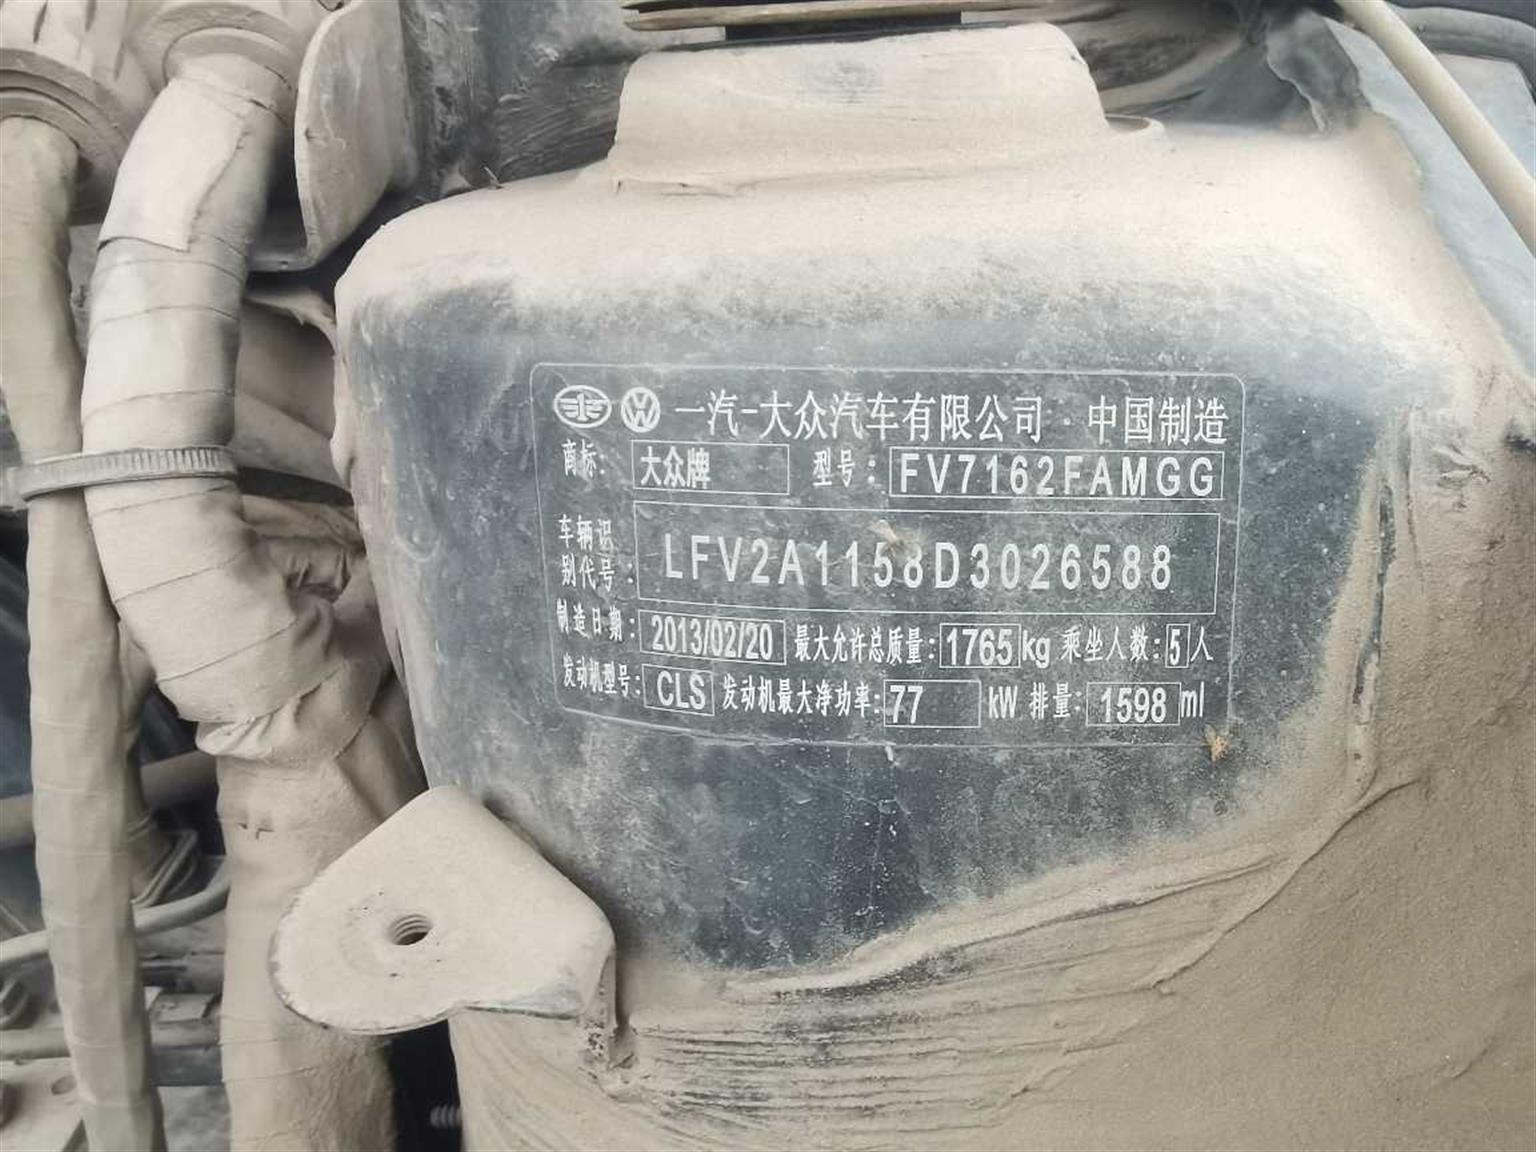 一汽-大众汽车有限公司·中国制造
商标: 大众牌 型号: FV7162FAMGG
车辆识
别代号: LFV2A1158D3026588
制造日期: 2013/02/20 最大允许总质量: 1765 kg 乘坐人数: 5 人
发动机型号: CLS 发动机最大净功率: 77 kW 排量: 1598 ml